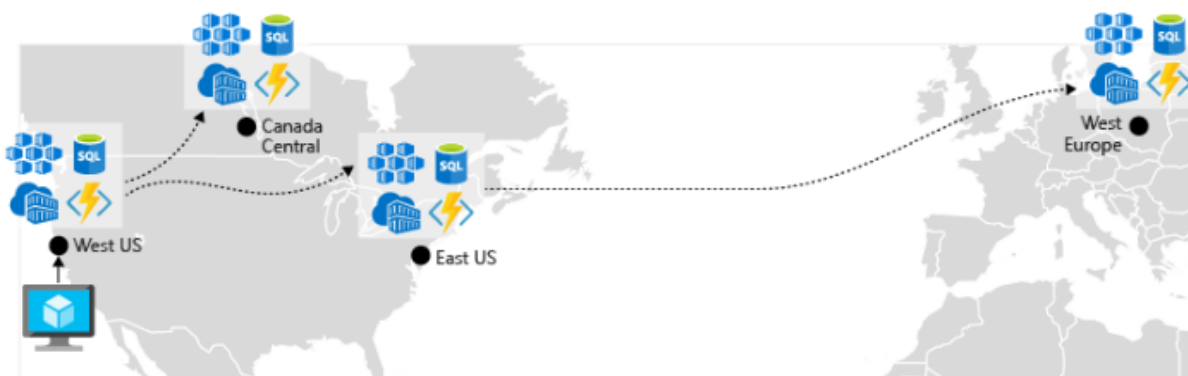 SQL
SQL
Canada
Central
West
Europe
SQL
SQL
West US
East US